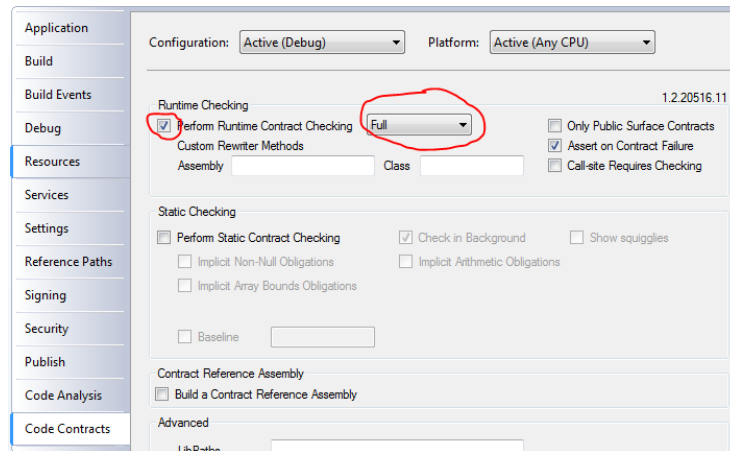 Application
Build
Build Events
Debug
Resources
Services
Settings
Reference Paths
Signing
Security
Publish
Code Analysis
Code Contracts
Configuration: Active (Debug) Platform: Active (Any CPU)
1.2.20516.11
Runtime Checking
Perform Runtime Contract Checking Full Only Public Surface Contracts
Custom Rewriter Methods Assert on Contract Failure
Assembly Class Call-site Requires Checking
Static Checking
Perform Static Contract Checking Check in Background Show squigglies
Implicit Non-Null Obligations Implicit Arithmetic Obligations
Implicit Array Bounds Obligations
Baseline
Contract Reference Assembly
Build a Contract Reference Assembly
Advanced
LibPaths